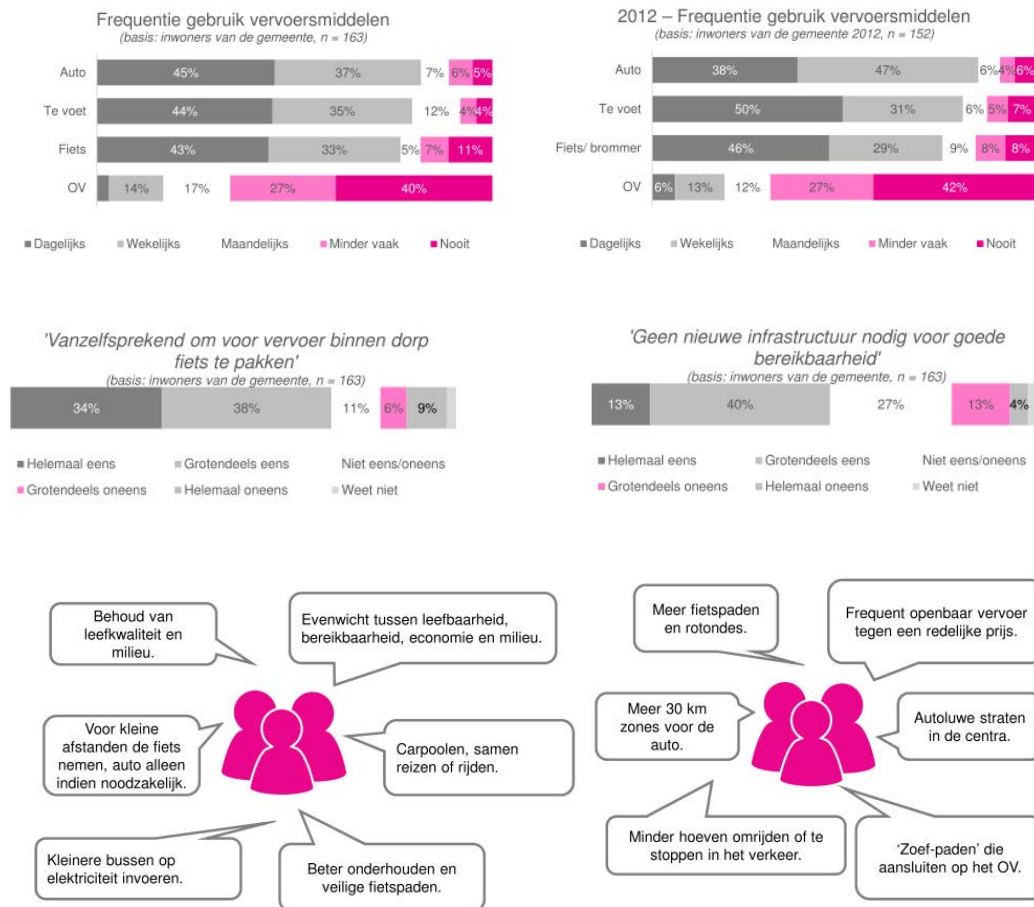 Frequentie gebruik vervoersmiddelen
(basis: inwoners van de gemeente, n = 163)
Auto 45% 37% 7% 6% 5%
Te voet 44% 35% 12% 4% 4%
Fiets 43% 33% 5% 7% 11%
OV 14% 17% 27% 40%
Dagelijks Wekelijks Maandelijks Minder vaak Nooit
2012 – Frequentie gebruik vervoersmiddelen
(basis: inwoners van de gemeente 2012, n = 152)
Auto 38% 47% 6% 4% 6%
Te voet 50% 31% 6% 5% 7%
Fiets/ brommer 46% 29% 9% 8% 8%
OV 6% 13% 12% 27% 42%
Dagelijks Wekelijks Maandelijks Minder vaak Nooit
'Vanzelfsprekend om voor vervoer binnen dorp
fiets te pakken'
(basis: inwoners van de gemeente, n = 163)
34% 38% 11% 6% 9%
Helemaal eens Grotendeels eens Niet eens/oneens
Grotendeels oneens Helemaal oneens Weet niet
'Geen nieuwe infrastructuur nodig voor goede
bereikbaarheid'
(basis: inwoners van de gemeente, n = 163)
13% 40% 27% 13% 4%
Helemaal eens Grotendeels eens Niet eens/oneens
Grotendeels oneens Helemaal oneens Weet niet
Behoud van
leefkwaliteit en
milieu.
Evenwicht tussen leefbaarheid,
bereikbaarheid, economie en milieu.
Voor kleine
afstanden de fiets
nemen, auto alleen
indien noodzakelijk.
Carpoolen, samen
reizen of rijden.
Kleinere bussen op
elektriciteit invoeren.
Beter onderhouden en
veilige fietspaden.
Meer fietspaden
en rotondes.
Frequent openbaar vervoer
tegen een redelijke prijs.
Meer 30 km
zones voor de
auto.
Autoluwe straten
in de centra.
Minder hoeven omrijden of te
stoppen in het verkeer.
'Zoef-paden' die
aansluiten op het OV.